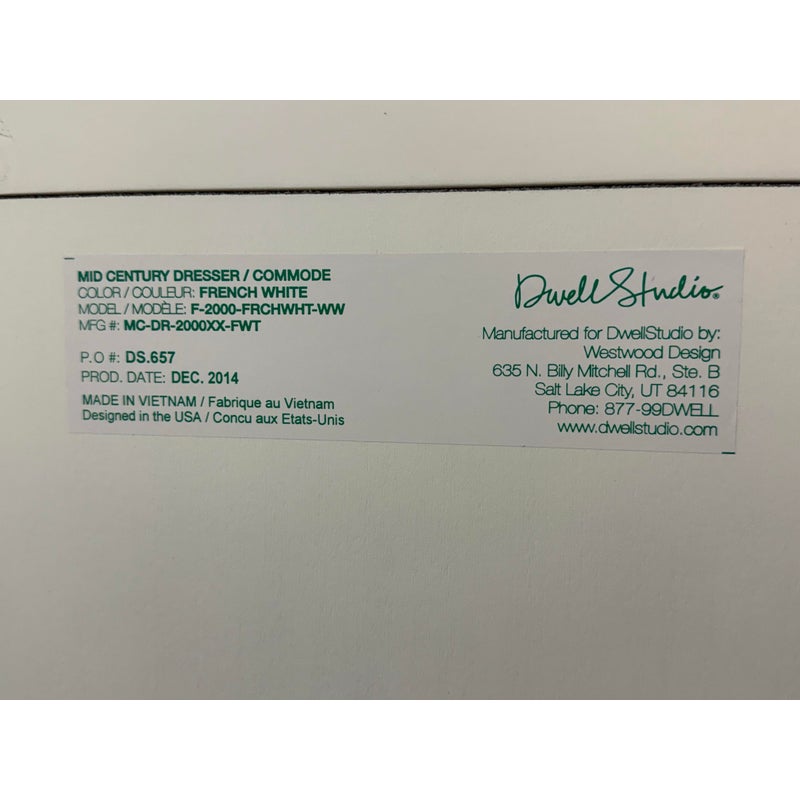 MID CENTURY DRESSER / COMMODE
COLOR / COULEUR: FRENCH WHITE
MODEL / MODÈLE: F-2000-FRCHWHT-WW
MFG #: MC-DR-2000XX-FWT
P.O #: DS.657
PROD. DATE: DEC. 2014
MADE IN VIETNAM / Fabrique au Vietnam
Designed in the USA / Concu aux Etats-Unis
DwellStudio®
Manufactured for DwellStudio by:
Westwood Design
635 N. Billy Mitchell Rd., Ste. B
Salt Lake City, UT 84116
Phone: 877-99DWELL
www.dwellstudio.com